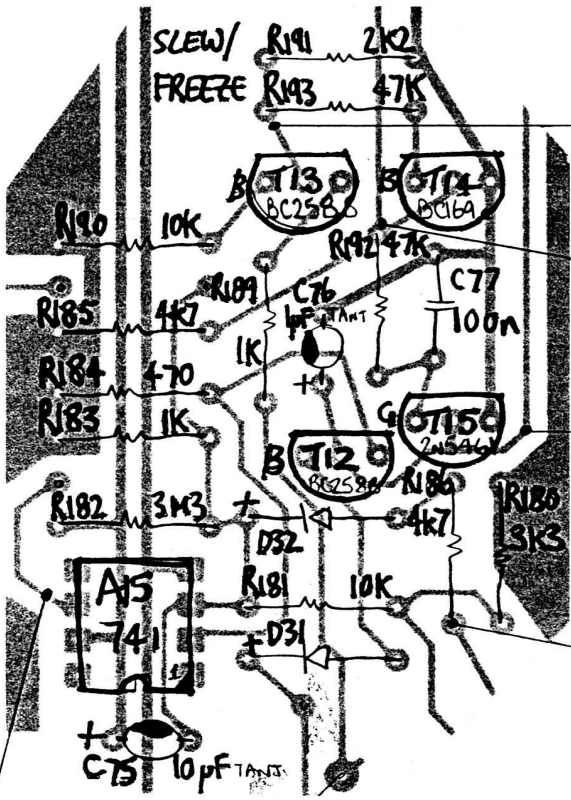 SLEW/
FREEZE
R191 2K2
R193 47K
B T13
BC258B
B T14
BC169
R190 10K
R192 47K
R189
1K
C76
1µF TANT
+
C77
100n
R185 4K7
R184 470
R183 1K
G T15
B T12
BC258B
R186
4K7
R180
3K3
R182 3M3
+
D32
A15
741
1
R181 10K
+ D31
+
C75 10µF TANT.